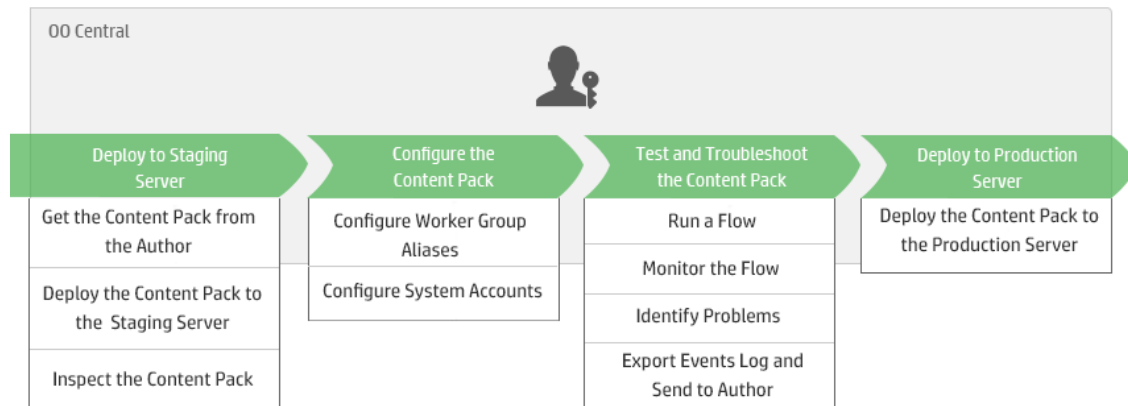 OO Central
Deploy to Staging
Server
Configure the
Content Pack
Test and Troubleshoot
the Content Pack
Deploy to Production
Server
Get the Content Pack from
the Author
Deploy the Content Pack to
the Staging Server
Inspect the Content Pack
Configure Worker Group
Aliases
Configure System Accounts
Run a Flow
Monitor the Flow
Identify Problems
Export Events Log and
Send to Author
Deploy the Content Pack to
the Production Server